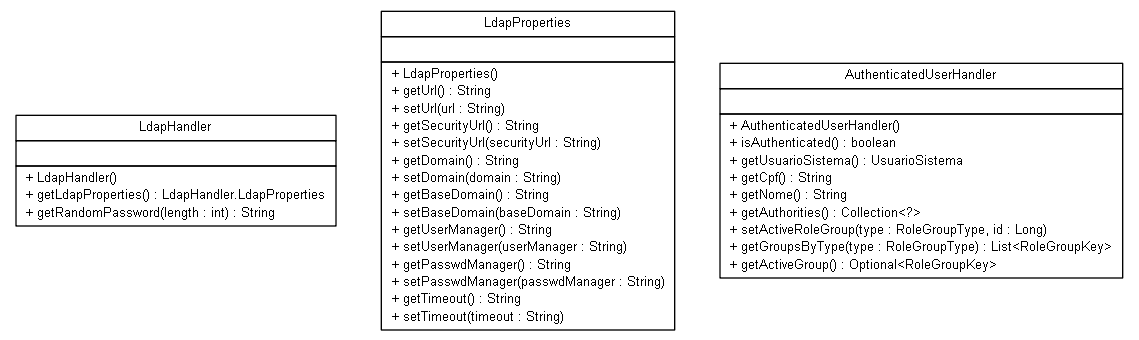 LdapHandler
+ LdapHandler()
+ getLdapProperties() : LdapHandler.LdapProperties
+ getRandomPassword(length : int) : String
LdapProperties
+ LdapProperties()
+ getUrl() : String
+ setUrl(url : String)
+ getSecurityUrl() : String
+ setSecurityUrl(securityUrl : String)
+ getDomain() : String
+ setDomain(domain : String)
+ getBaseDomain() : String
+ setBaseDomain(baseDomain : String)
+ getUserManager() : String
+ setUserManager(userManager : String)
+ getPasswdManager() : String
+ setPasswdManager(passwdManager : String)
+ getTimeout() : String
+ setTimeout(timeout : String)
AuthenticatedUserHandler
+ AuthenticatedUserHandler()
+ isAuthenticated() : boolean
+ getUsuarioSistema() : UsuarioSistema
+ getCpf() : String
+ getNome() : String
+ getAuthorities() : Collection<?>
+ setActiveRoleGroup(type : RoleGroupType, id : Long)
+ getGroupsByType(type : RoleGroupType) : List<RoleGroupKey>
+ getActiveGroup() : Optional<RoleGroupKey>